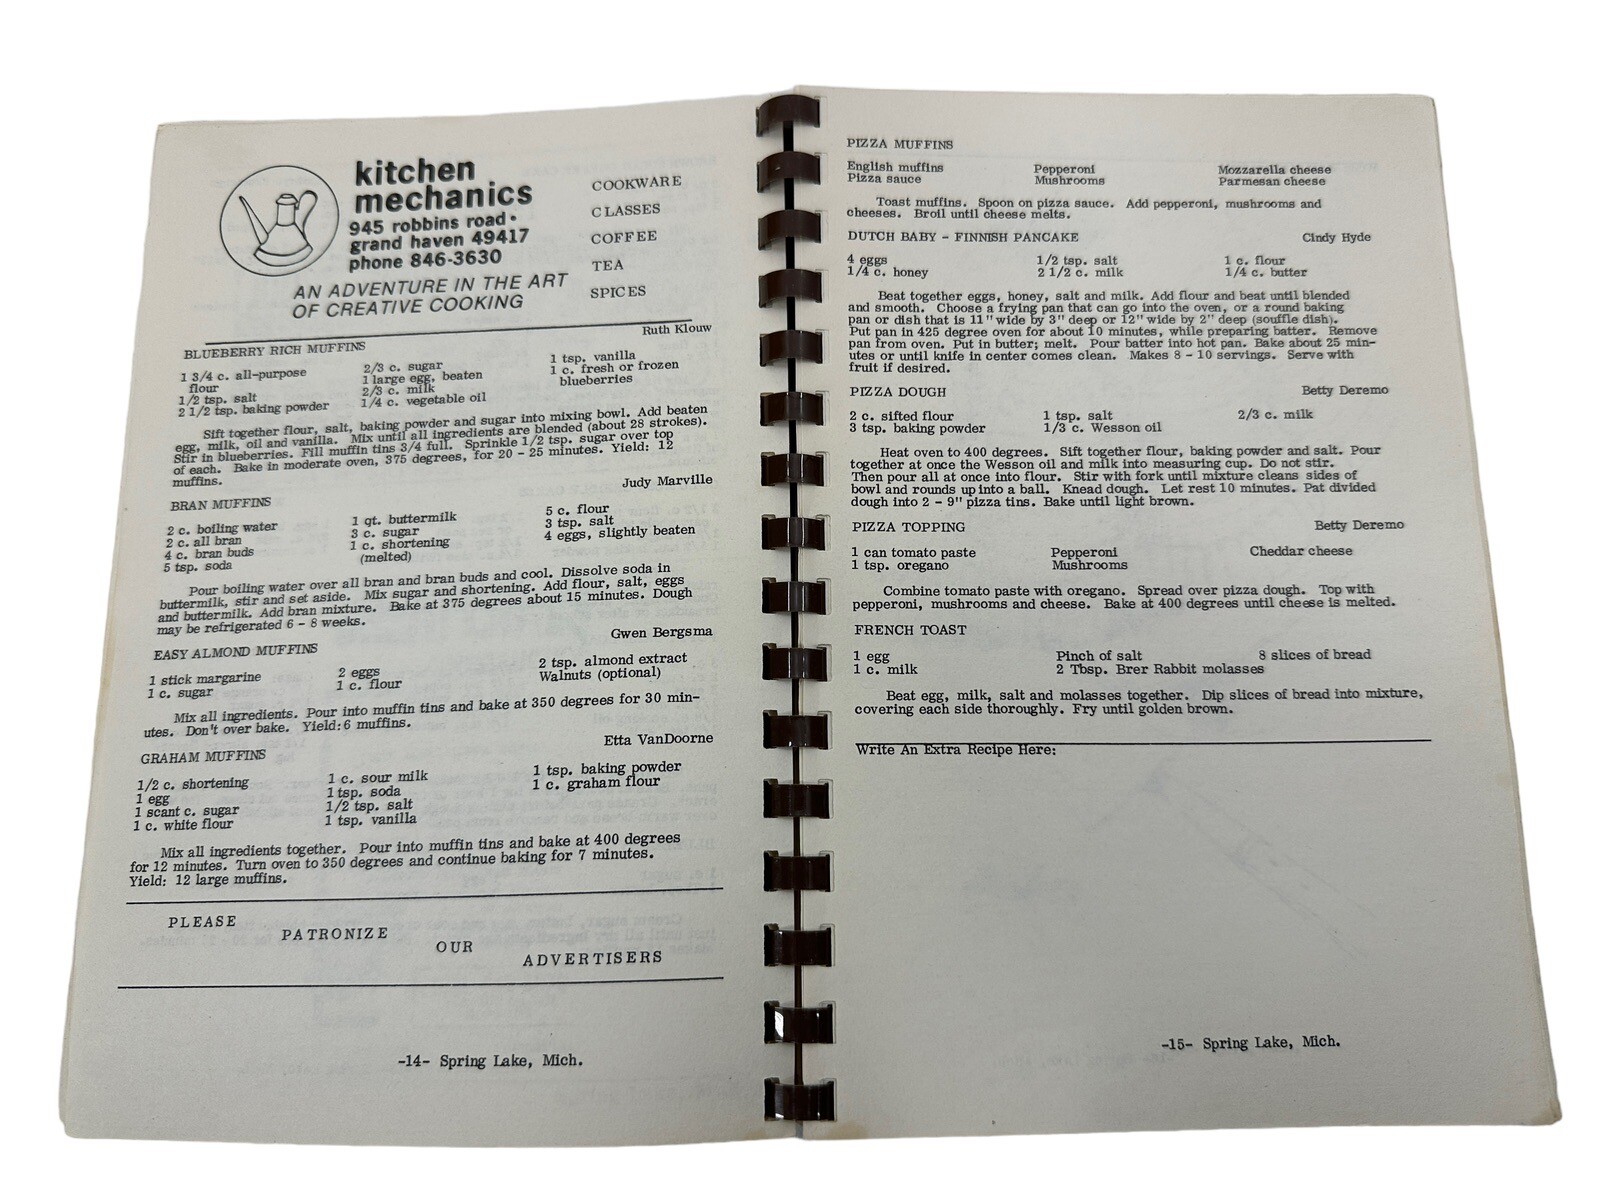 kitchen
mechanics
945 robbins road •
grand haven 49417
phone 846-3630
AN ADVENTURE IN THE ART
OF CREATIVE COOKING
COOKWARE
CLASSES
COFFEE
TEA
SPICES
Ruth Klouw
BLUEBERRY RICH MUFFINS
1 3/4 c. all-purpose
flour
1/2 tsp. salt
2 1/2 tsp. baking powder
2/3 c. sugar
1 large egg, beaten
2/3 c. milk
1/4 c. vegetable oil
1 tsp. vanilla
1 c. fresh or frozen
blueberries
Sift together flour, salt, baking powder and sugar into mixing bowl. Add beaten
egg, milk, oil and vanilla. Mix until all ingredients are blended (about 28 strokes).
Stir in blueberries. Fill muffin tins 3/4 full. Sprinkle 1/2 tsp. sugar over top
of each. Bake in moderate oven, 375 degrees, for 20 - 25 minutes. Yield: 12
muffins.
Judy Marville
BRAN MUFFINS
2 c. boiling water
2 c. all bran
4 c. bran buds
5 tsp. soda
1 qt. buttermilk
3 c. sugar
1 c. shortening
(melted)
5 c. flour
3 tsp. salt
4 eggs, slightly beaten
Pour boiling water over all bran and bran buds and cool. Dissolve soda in
buttermilk, stir and set aside. Mix sugar and shortening. Add flour, salt, eggs
and buttermilk. Add bran mixture. Bake at 375 degrees about 15 minutes. Dough
may be refrigerated 6 - 8 weeks.
Gwen Bergsma
EASY ALMOND MUFFINS
1 stick margarine
1 c. sugar
2 eggs
1 c. flour
2 tsp. almond extract
Walnuts (optional)
Mix all ingredients. Pour into muffin tins and bake at 350 degrees for 30 min-
utes. Don't over bake. Yield: 6 muffins.
Etta VanDoorne
GRAHAM MUFFINS
1/2 c. shortening
1 egg
1 scant c. sugar
1 c. white flour
1 c. sour milk
1 tsp. soda
1/2 tsp. salt
1 tsp. vanilla
1 tsp. baking powder
1 c. graham flour
Mix all ingredients together. Pour into muffin tins and bake at 400 degrees
for 12 minutes. Turn oven to 350 degrees and continue baking for 7 minutes.
Yield: 12 large muffins.
PLEASE
PATRONIZE
OUR
ADVERTISERS
-14- Spring Lake, Mich.
PIZZA MUFFINS
English muffins
Pizza sauce
Pepperoni
Mushrooms
Mozzarella cheese
Parmesan cheese
Toast muffins. Spoon on pizza sauce. Add pepperoni, mushrooms and
cheeses. Broil until cheese melts.
DUTCH BABY - FINNISH PANCAKE Cindy Hyde
4 eggs
1/4 c. honey
1/2 tsp. salt
2 1/2 c. milk
1 c. flour
1/4 c. butter
Beat together eggs, honey, salt and milk. Add flour and beat until blended
and smooth. Choose a frying pan that can go into the oven, or a round baking
pan or dish that is 11" wide by 3" deep or 12" wide by 2" deep (souffle dish).
Put pan in 425 degree oven for about 10 minutes, while preparing batter. Remove
pan from oven. Put in butter; melt. Pour batter into hot pan. Bake about 25 min-
utes or until knife in center comes clean. Makes 8 - 10 servings. Serve with
fruit if desired.
PIZZA DOUGH Betty Deremo
2 c. sifted flour
3 tsp. baking powder
1 tsp. salt
1/3 c. Wesson oil
2/3 c. milk
Heat oven to 400 degrees. Sift together flour, baking powder and salt. Pour
together at once the Wesson oil and milk into measuring cup. Do not stir.
Then pour all at once into flour. Stir with fork until mixture cleans sides of
bowl and rounds up into a ball. Knead dough. Let rest 10 minutes. Pat divided
dough into 2 - 9" pizza tins. Bake until light brown.
PIZZA TOPPING Betty Deremo
1 can tomato paste
1 tsp. oregano
Pepperoni
Mushrooms
Cheddar cheese
Combine tomato paste with oregano. Spread over pizza dough. Top with
pepperoni, mushrooms and cheese. Bake at 400 degrees until cheese is melted.
FRENCH TOAST
1 egg
1 c. milk
Pinch of salt
2 Tbsp. Brer Rabbit molasses
8 slices of bread
Beat egg, milk, salt and molasses together. Dip slices of bread into mixture,
covering each side thoroughly. Fry until golden brown.
Write An Extra Recipe Here:
-15- Spring Lake, Mich.